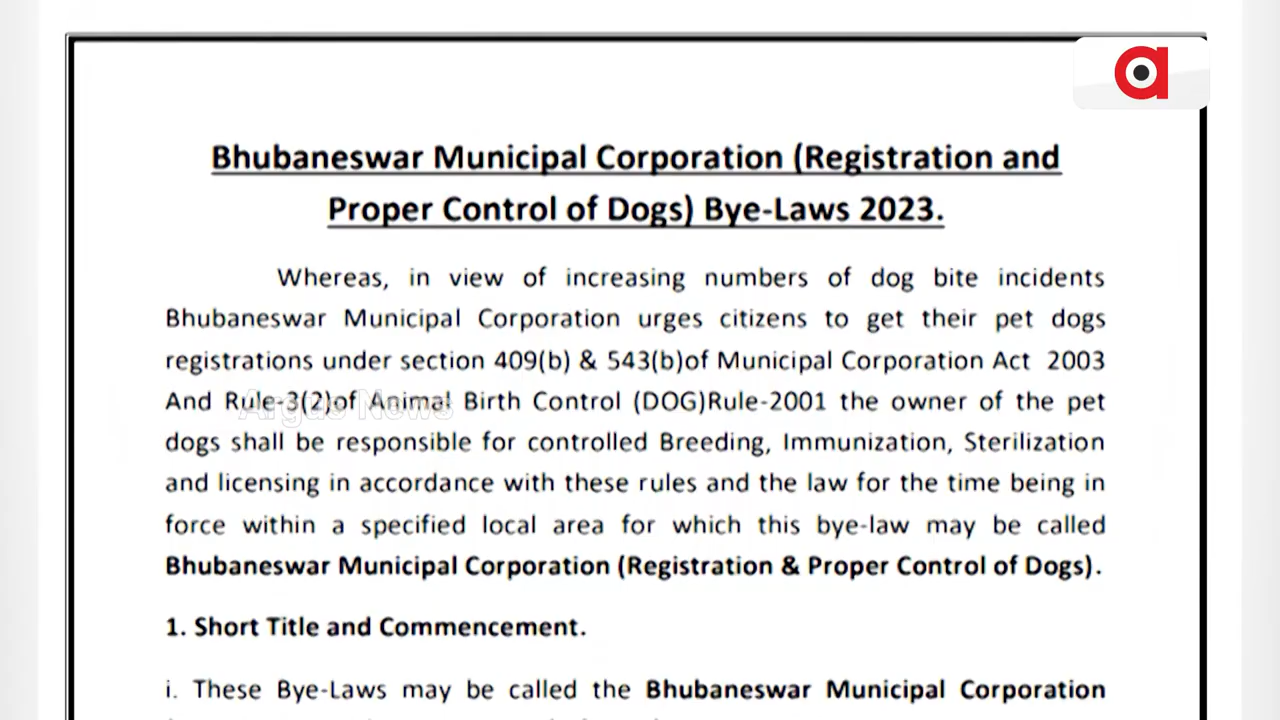 Bhubaneswar Municipal Corporation (Registration and
Proper Control of Dogs) Bye-Laws 2023.
Whereas, in view of increasing numbers of dog bite incidents
Bhubaneswar Municipal Corporation urges citizens to get their pet dogs
registrations under section 409(b) & 543(b)of Municipal Corporation Act 2003
And Rule-3(2)of Animal Birth Control (DOG)Rule-2001 the owner of the pet
Argus News
dogs shall be responsible for controlled Breeding, Immunization, Sterilization
and licensing in accordance with these rules and the law for the time being in
force within a specified local area for which this bye-law may be called
Bhubaneswar Municipal Corporation (Registration & Proper Control of Dogs).
1. Short Title and Commencement.
i. These Bye-Laws may be called the Bhubaneswar Municipal Corporation